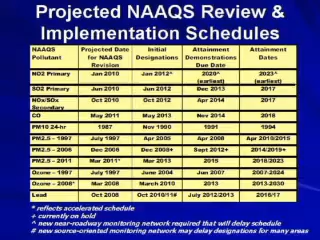 Projected NAAQS Review &
Implementation Schedules
NAAQS Pollutant Projected Date for NAAQS Revision Initial Designations Attainment Demonstrations Due Date Attainment Dates
NO2 Primary Jan 2010 Jan 2012^ 2020^ (earliest) 2023^ (earliest)
SO2 Primary Jun 2010 Jun 2012 Dec 2013 2017
NOx/SOx Secondary Oct 2010 Oct 2012 Apr 2014 2017
CO May 2011 May 2013 Nov 2014 2018
PM10 24-hr 1987 Nov 1990 1991 1994
PM2.5 – 1997 July 1997 Apr 2005 Apr 2008 Apr 2010/2015
PM2.5 – 2006 Dec 2006 Dec 2008+ Sept 2012+ 2014/2019+
PM2.5 – 2011 Mar 2011* Mar 2013 2015 2018/2023
Ozone – 1997 July 1997 June 2004 Jun 2007 2007-2024
Ozone – 2008* Mar 2008 March 2010 2013 2013-2030
Lead Oct 2008 Oct 2010/11# July 2012/2013 2016/17
* reflects accelerated schedule
+ currently on hold
^ new near-roadway monitoring network required that will delay schedule
# new source-oriented monitoring network may delay designations for many areas